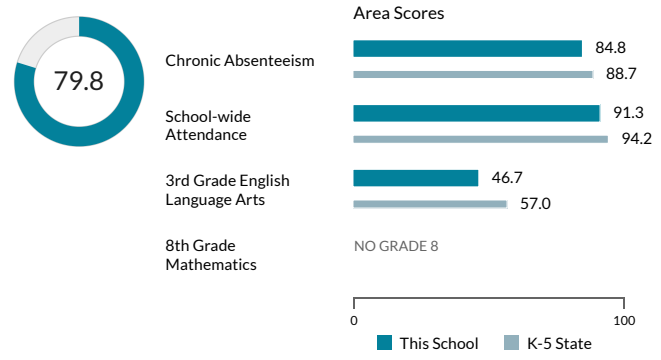 79.8
Area Scores
Chronic Absenteeism
84.8
88.7
School-wide
Attendance
91.3
94.2
3rd Grade English
Language Arts
46.7
57.0
8th Grade
Mathematics
NO GRADE 8
0
100
This School
K-5 State